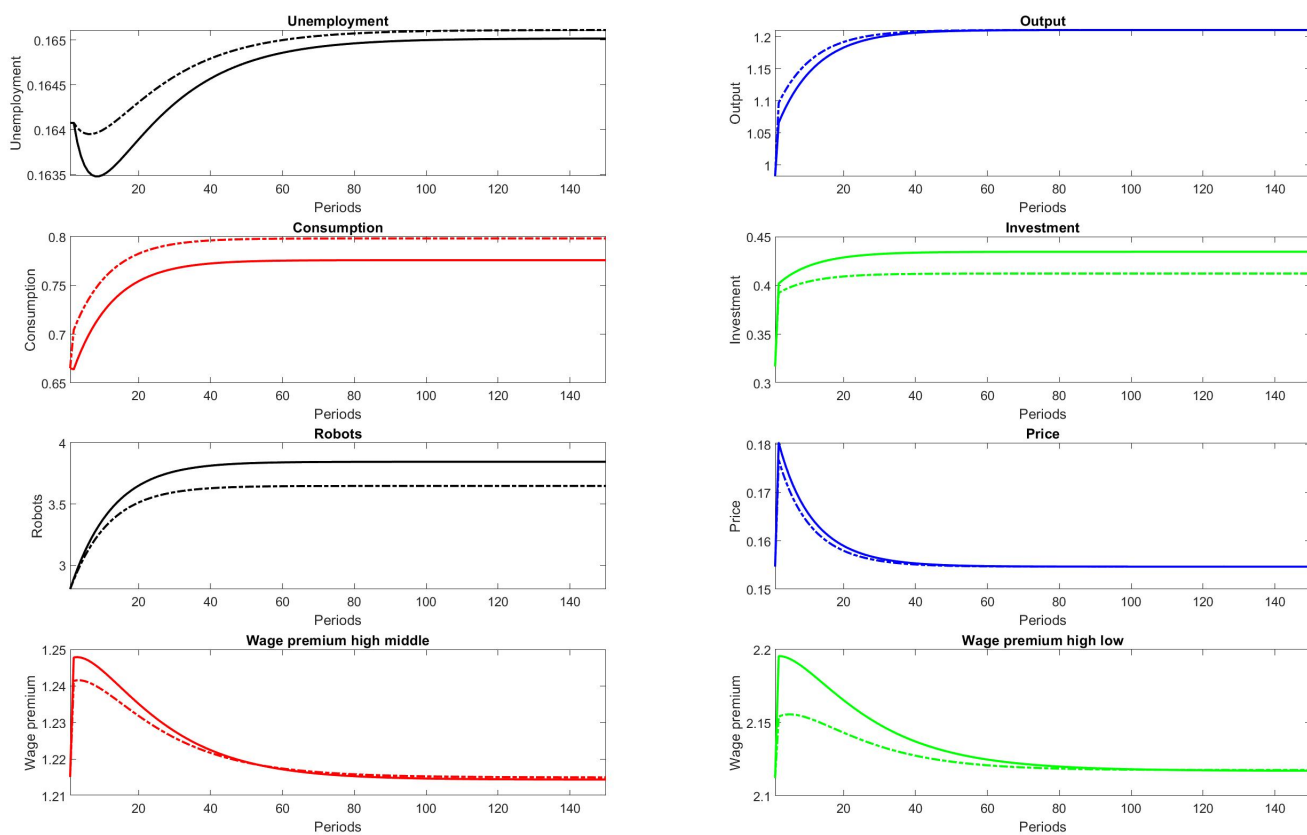 Unemployment
Unemployment
0.165
0.1645
0.164
0.1635
20 40 60 80 100 120 140
Periods
Output
Output
1.2
1.15
1.1
1.05
1
20 40 60 80 100 120 140
Periods
Consumption
Consumption
0.8
0.75
0.7
0.65
20 40 60 80 100 120 140
Periods
Investment
Investment
0.45
0.4
0.35
0.3
20 40 60 80 100 120 140
Periods
Robots
Robots
4
3.5
3
20 40 60 80 100 120 140
Periods
Price
Price
0.18
0.17
0.16
0.15
20 40 60 80 100 120 140
Periods
Wage premium high middle
Wage premium
1.25
1.24
1.23
1.22
1.21
20 40 60 80 100 120 140
Periods
Wage premium high low
Wage premium
2.2
2.15
2.1
20 40 60 80 100 120 140
Periods